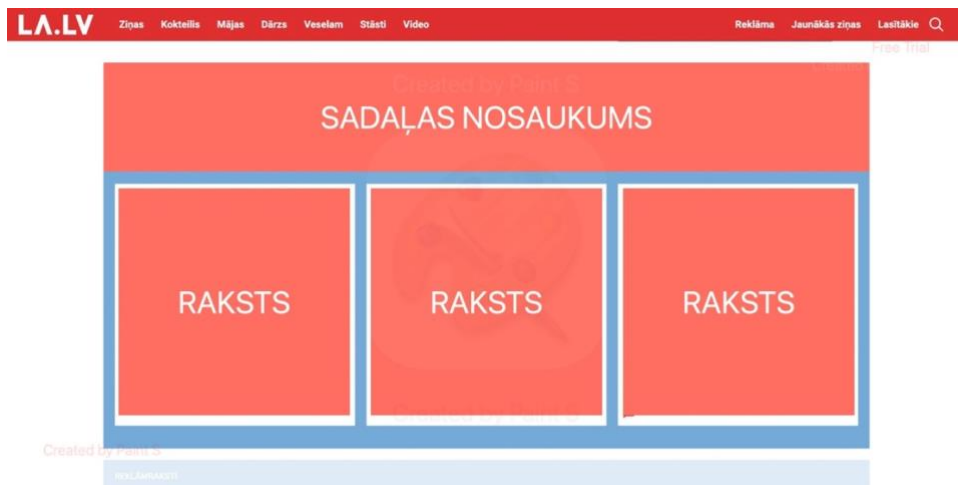 LA.LV Ziņas Kokteilis Mājas Dārzs Veselam Stāsti Video Reklāma Jaunākās ziņas Lasītākie
Free Trial
Created by Paint S
SADAĻAS NOSAUKUMS
RAKSTS RAKSTS RAKSTS
Created by Paint S
Created by Paint S